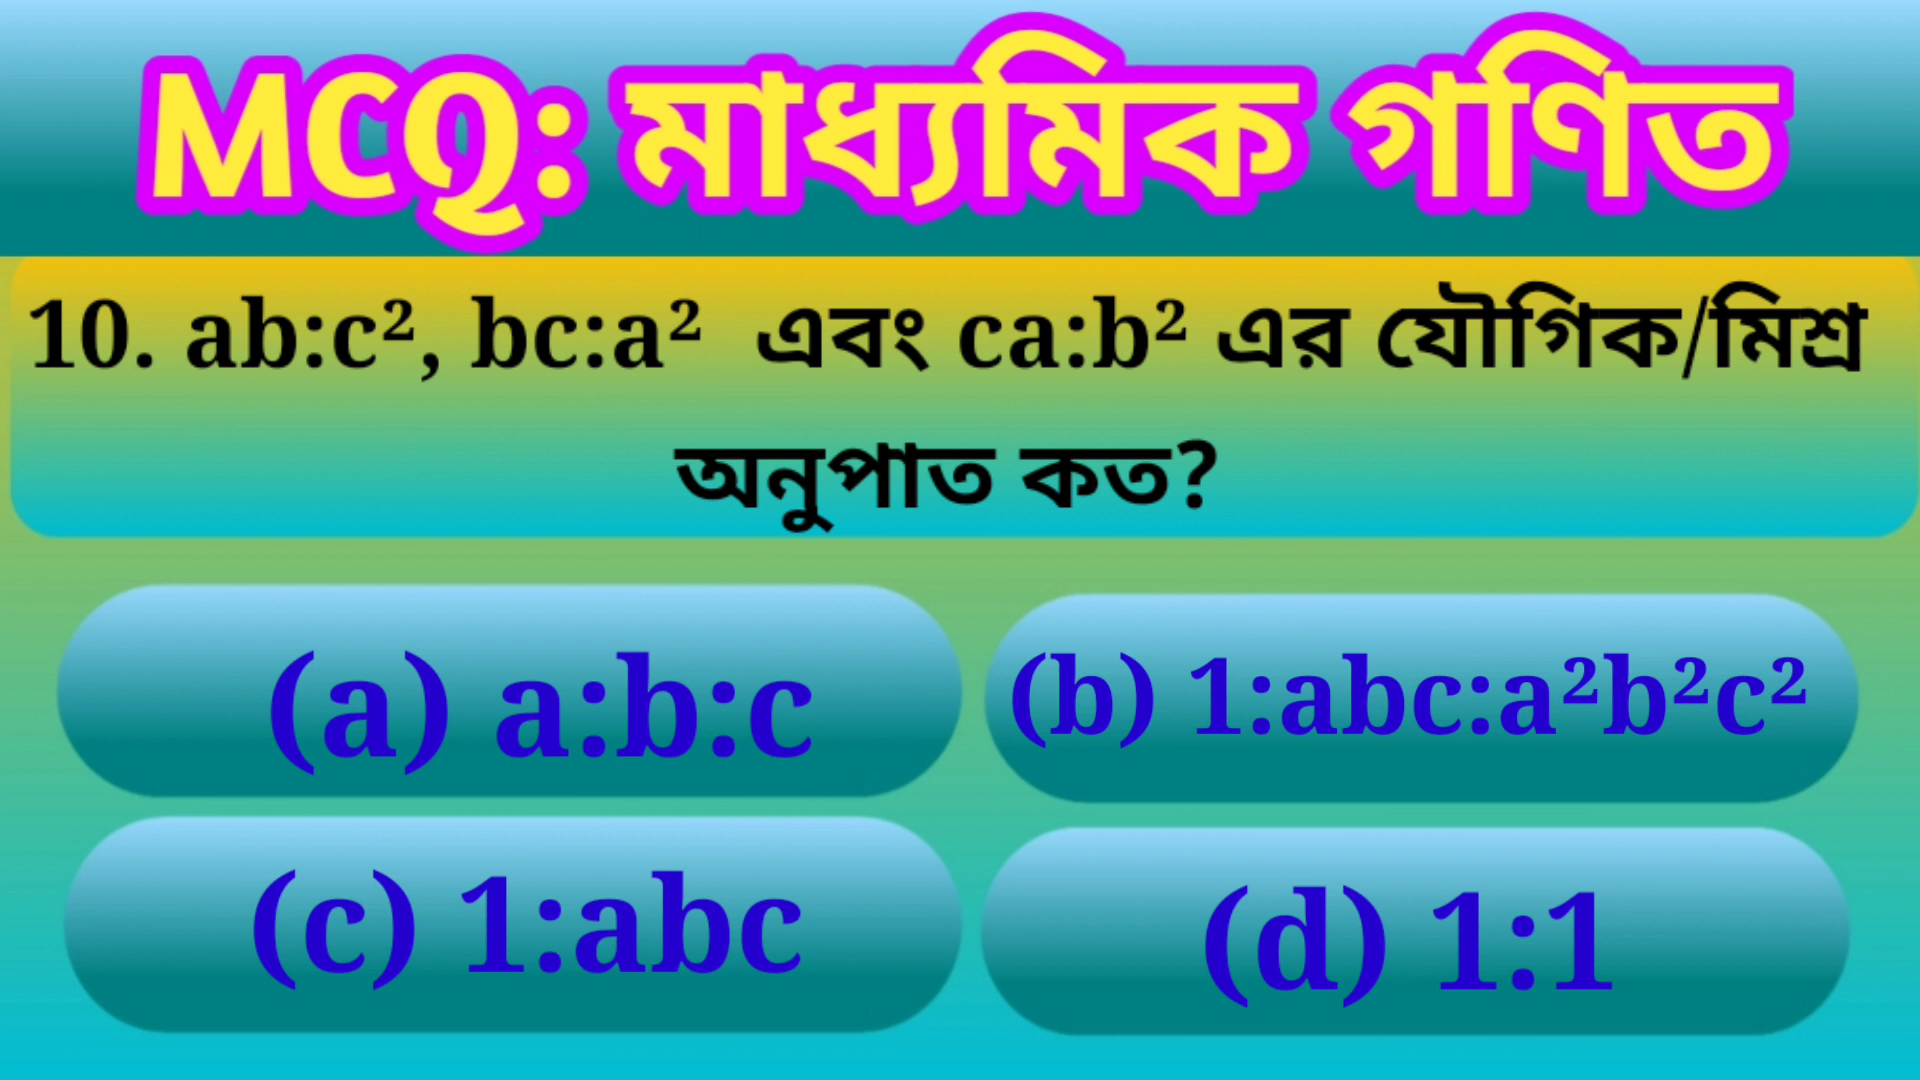 MCQ: মাধ্যমিক গণিত
10. ab:c², bc:a² এবং ca:b² এর যৌগিক/মিশ্র
অনুপাত কত?
(a) a:b:c
(b) 1:abc:a²b²c²
(c) 1:abc
(d) 1:1